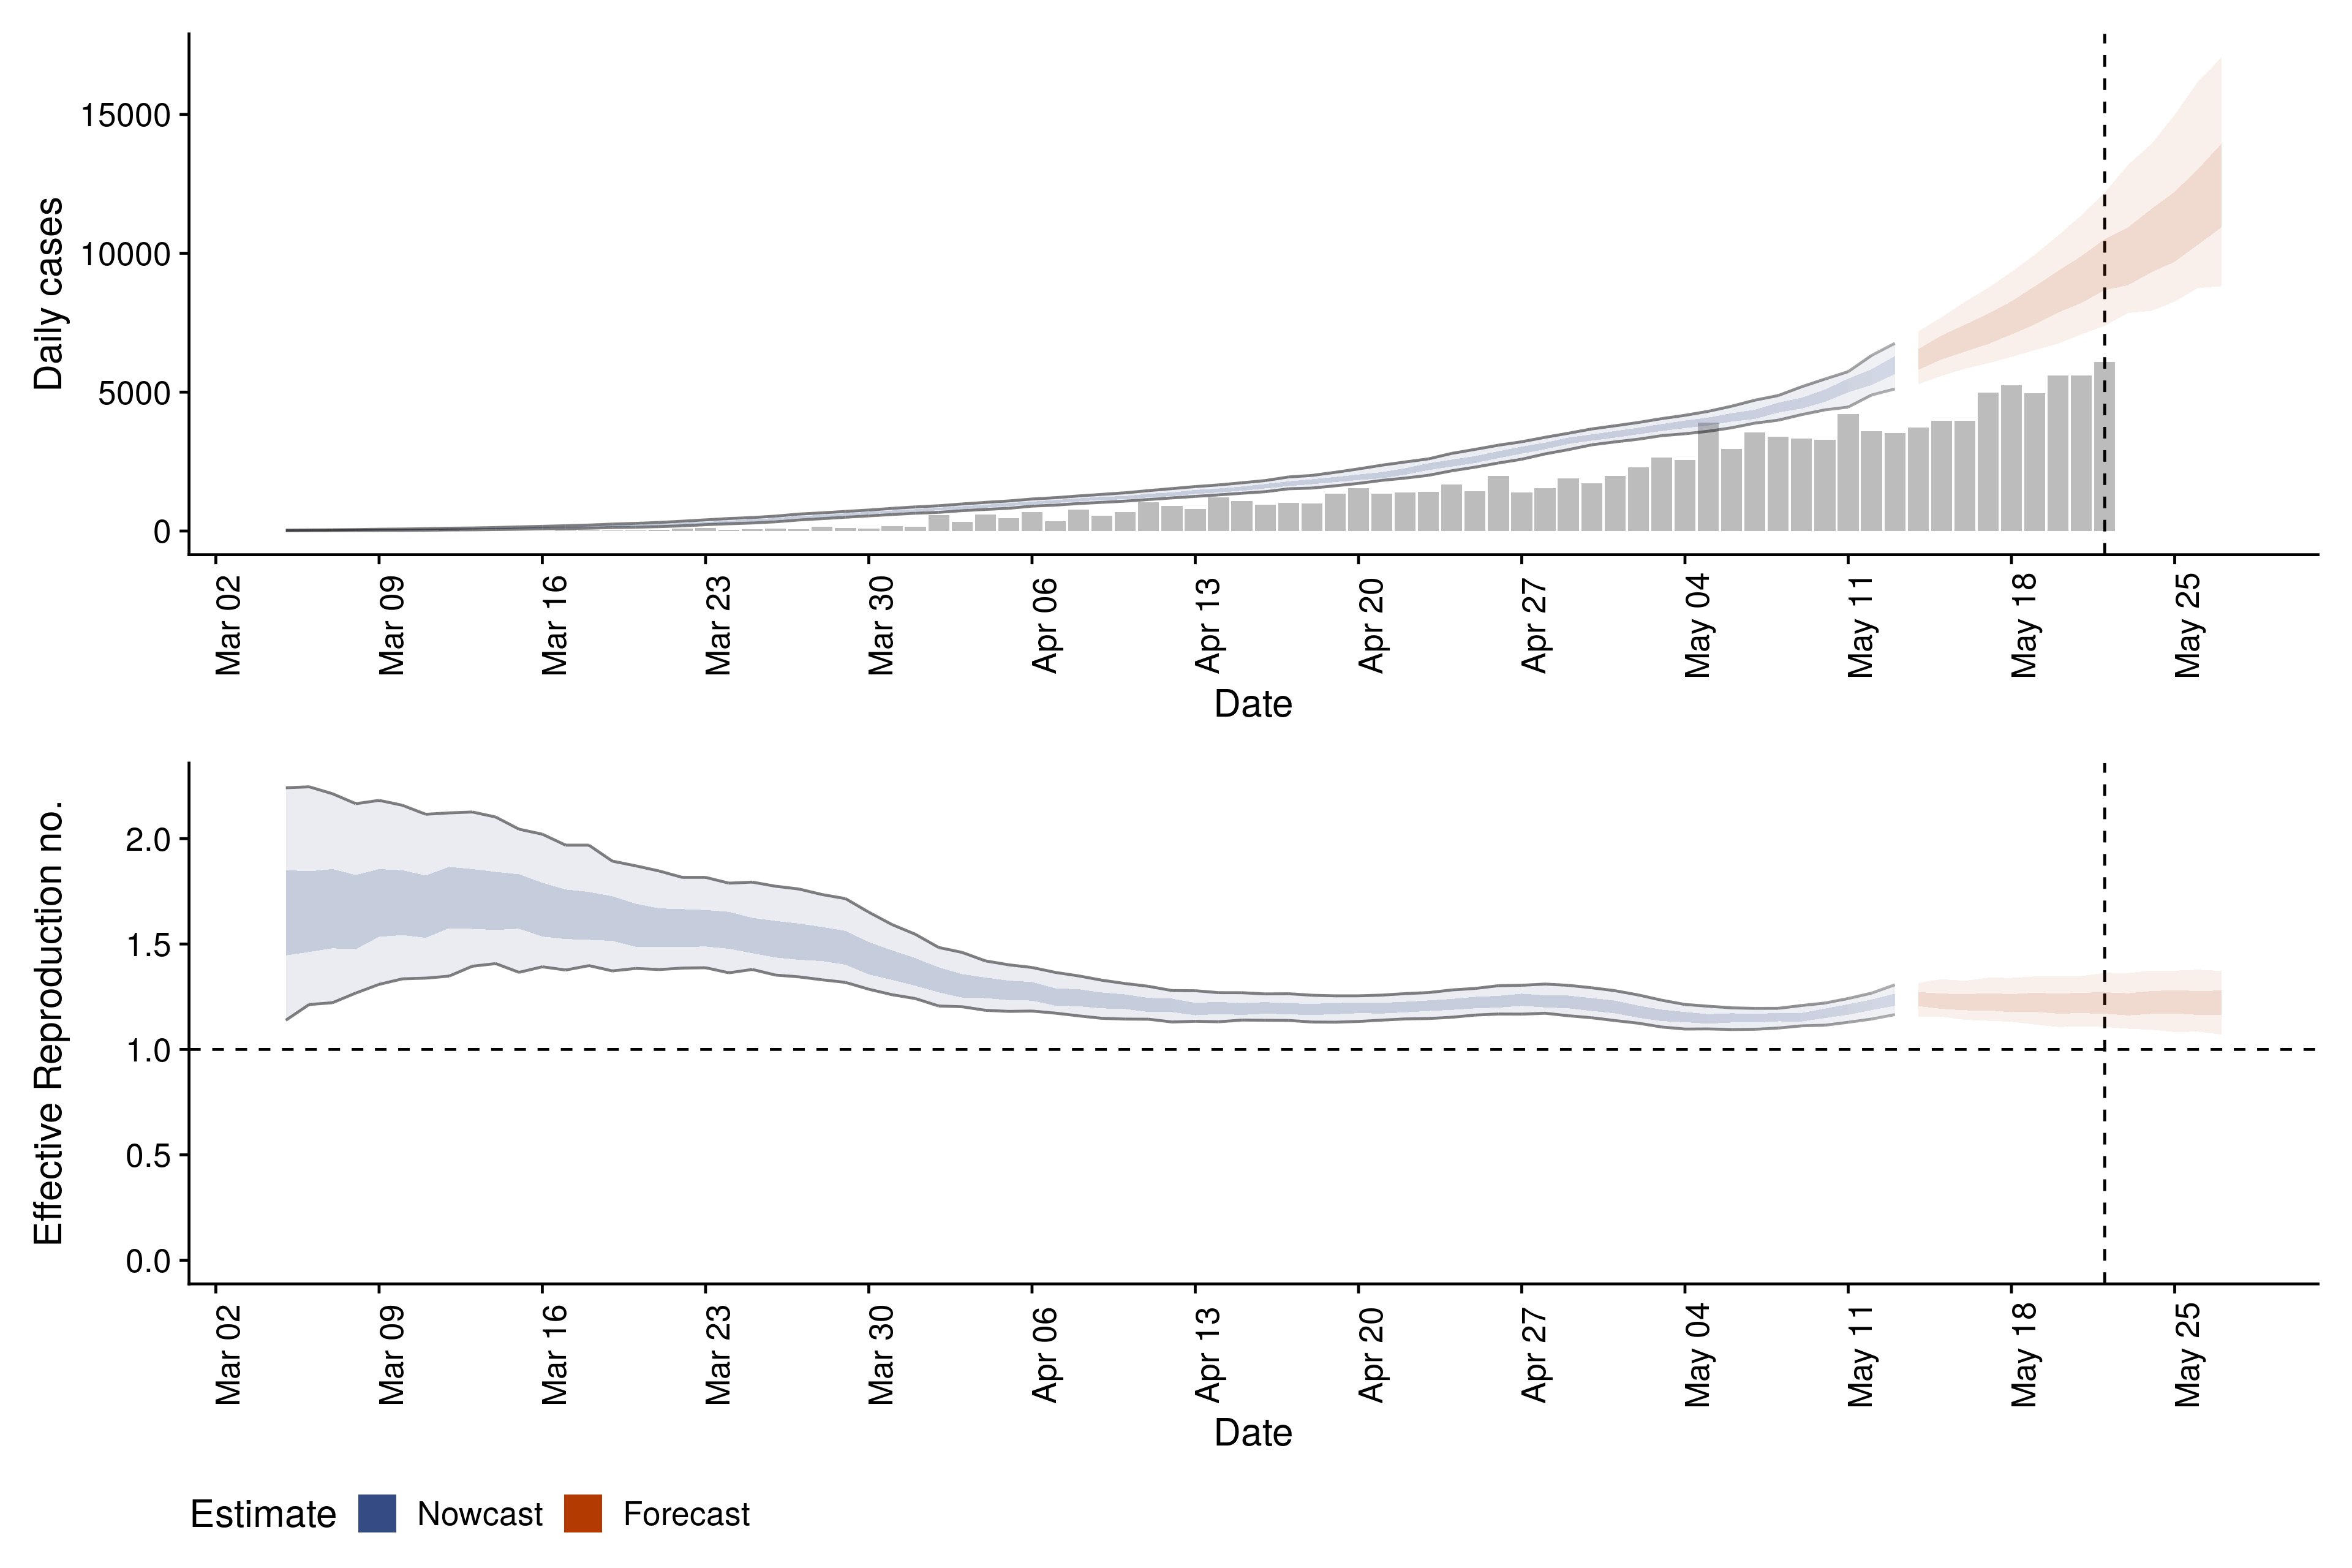 Daily cases
15000
10000
5000
0
Mar 02
Mar 09
Mar 16
Mar 23
Mar 30
Apr 06
Apr 13
Apr 20
Apr 27
May 04
May 11
May 18
May 25
Date
Effective Reproduction no.
2.0
1.5
1.0
0.5
0.0
Mar 02
Mar 09
Mar 16
Mar 23
Mar 30
Apr 06
Apr 13
Apr 20
Apr 27
May 04
May 11
May 18
May 25
Date
Estimate Nowcast Forecast